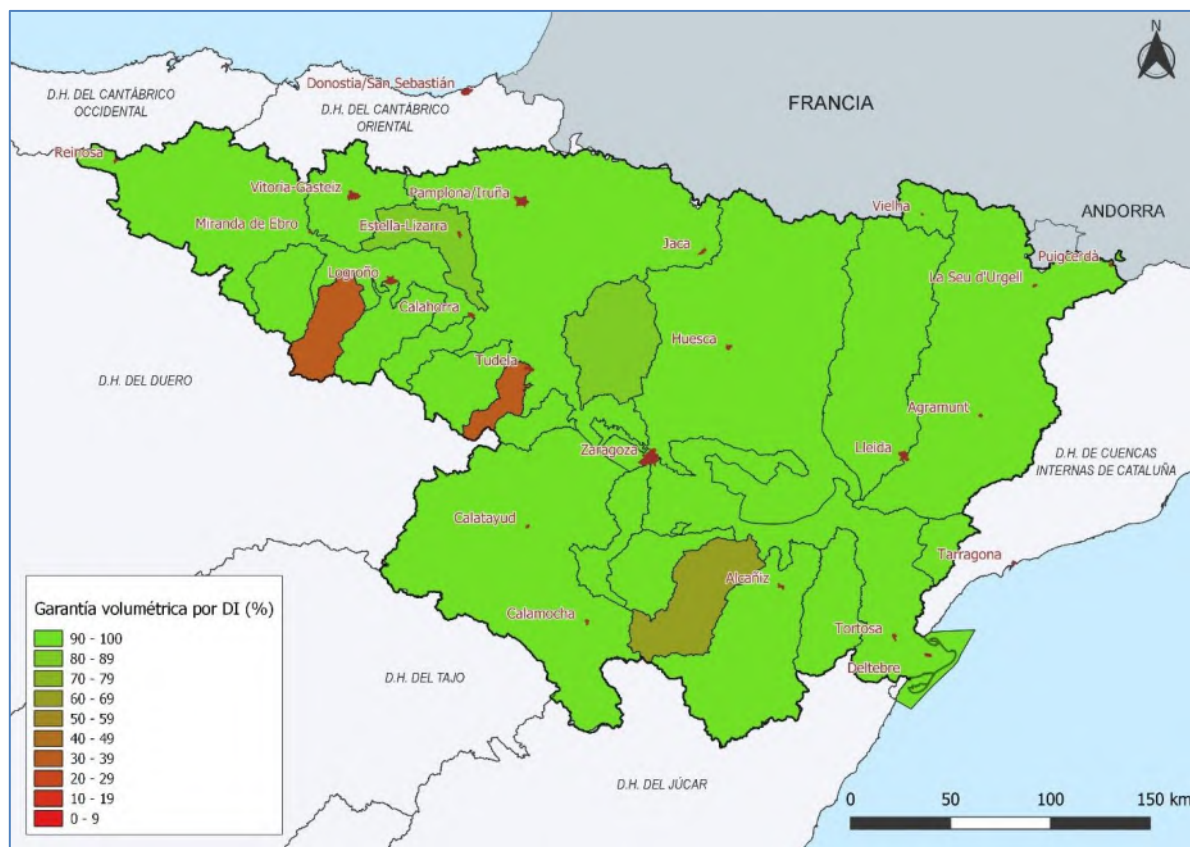 N
Donostia/San Sebastián
D.H. DEL CANTÁBRICO
OCCIDENTAL
D.H. DEL CANTÁBRICO
ORIENTAL
FRANCIA
Reinosa
Vitoria-Gasteiz
Pamplona/Iruña
Vielha
ANDORRA
Miranda de Ebro
Estella-Lizarra
Jaca
Puigcerdà
Logroño
La Seu d'Urgell
Calahorra
Huesca
Tudela
D.H. DEL DUERO
Agramunt
Zaragoza
Lleida
D.H. DE CUENCAS
INTERNAS DE CATALUÑA
Calatayud
Tarragona
Alcañiz
Calamocha
Tortosa
Deltebre
D.H. DEL TAJO
D.H. DEL JÚCAR
Garantía volumétrica por DI (%)
90 - 100
80 - 89
70 - 79
60 - 69
50 - 59
40 - 49
30 - 39
20 - 29
10 - 19
0 - 9
0 50 100 150 km